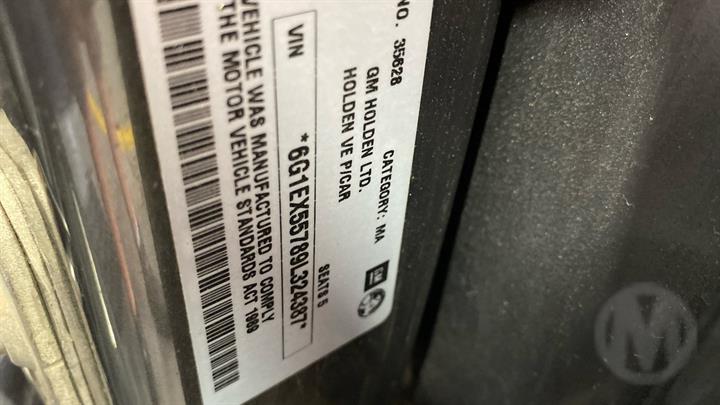 NO. 35628
CATEGORY: MA
GM HOLDEN LTD.
HOLDEN VE P/CAR
GM
SEATS 5
*6G1EX55789L324387*
VIN
VEHICLE WAS MANUFACTURED TO COMPLY
THE MOTOR VEHICLE STANDARDS ACT 1989
M